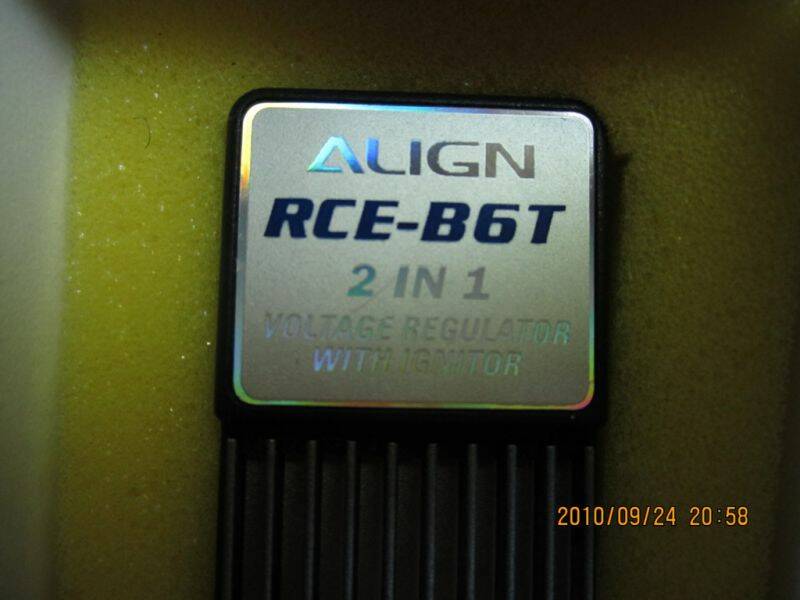 ALIGN
RCE-B6T
2 IN 1
VOLTAGE REGULATOR
WITH IGNITOR
2010/09/24 20:58